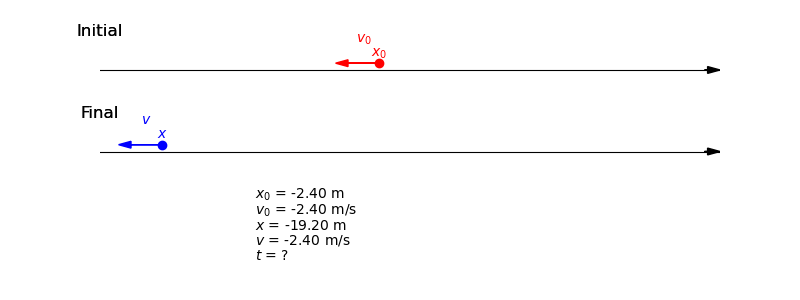 Initial
v₀
x₀
Final
v
x
x₀ = -2.40 m
v₀ = -2.40 m/s
x = -19.20 m
v = -2.40 m/s
t = ?